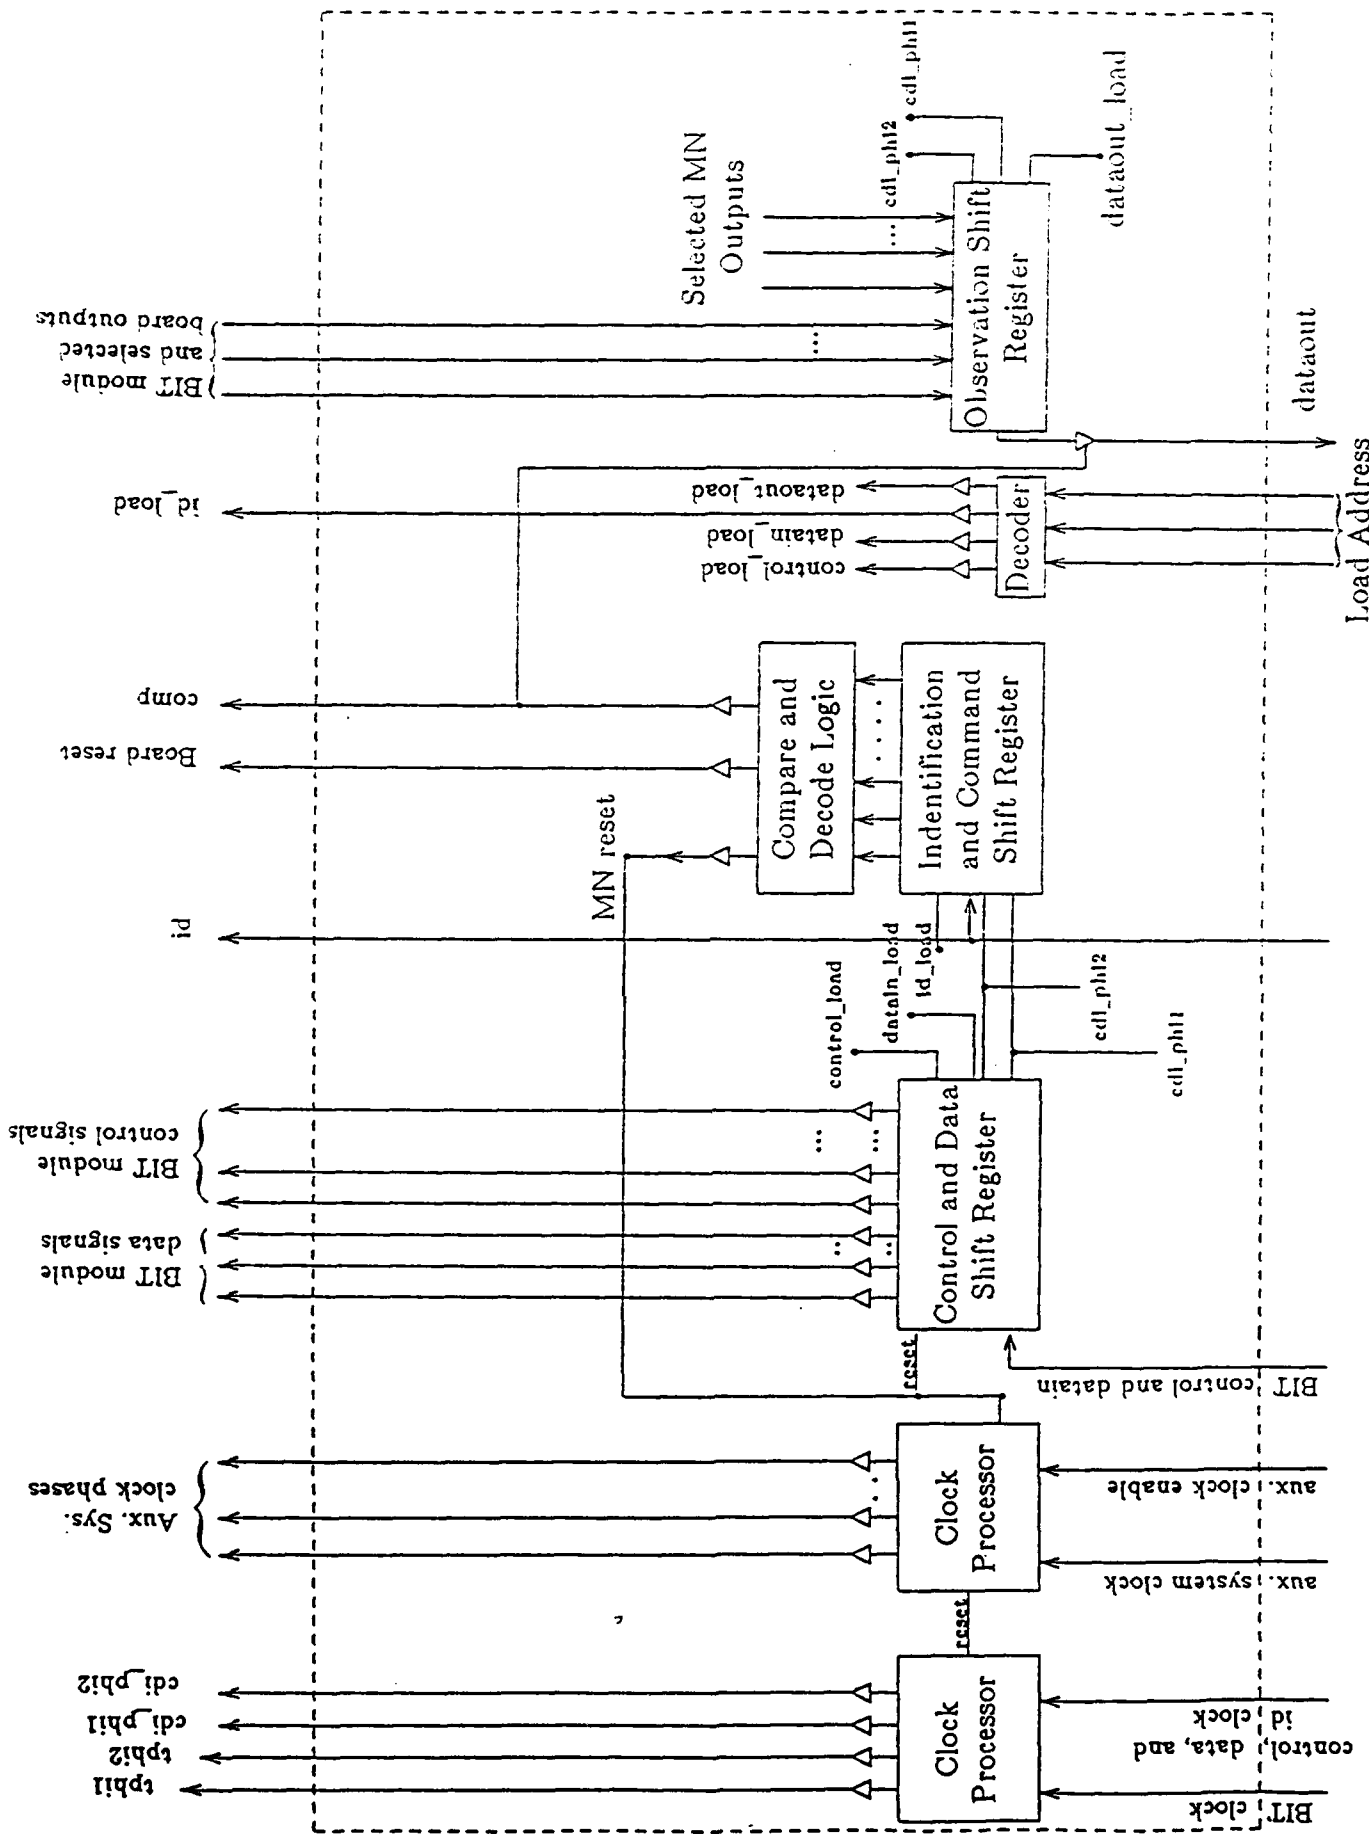 cdl_phl1
cdl_phl2
dataout_load
Selected MN
Outputs
...
Observation Shift
Register
board outputs
and selected
BIT module
...
dataout
id_load
dataout_load
datain_load
control_load
Decoder
Load Address
comp
Board reset
MN reset
Compare and
Decode Logic
.....
Indentification
and Command
Shift Register
id
control_load
datain_load
id_load
cdl_phl2
cdl_phl1
control signals
BIT module
data signals
BIT module
...
...
...
..
Control and Data
Shift Register
reset
BIT
control and datain
Aux. Sys.
clock phases
..
Clock
Processor
aux.
clock enable
aux.
system clock
reset
cdi_phi2
cdi_phi1
tphi2
tphi1
Clock
Processor
control, data, and
id
clock
BIT
clock